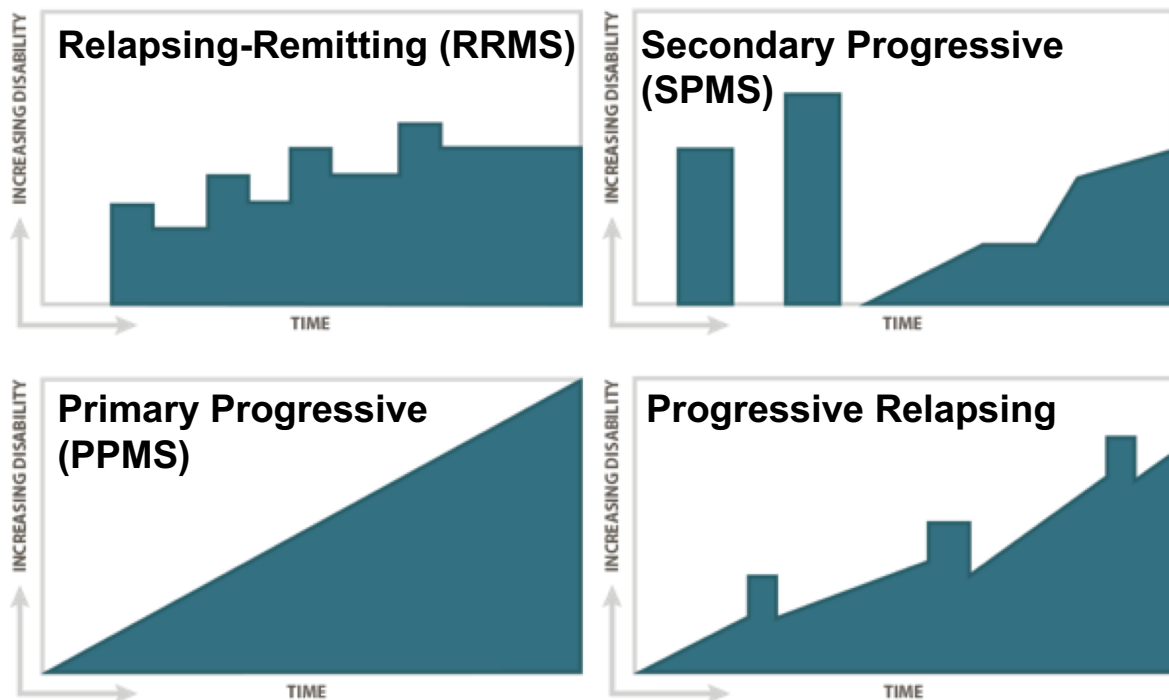 Relapsing-Remitting (RRMS)
INCREASING DISABILITY
TIME
Secondary Progressive
(SPMS)
INCREASING DISABILITY
TIME
Primary Progressive
(PPMS)
INCREASING DISABILITY
TIME
Progressive Relapsing
INCREASING DISABILITY
TIME